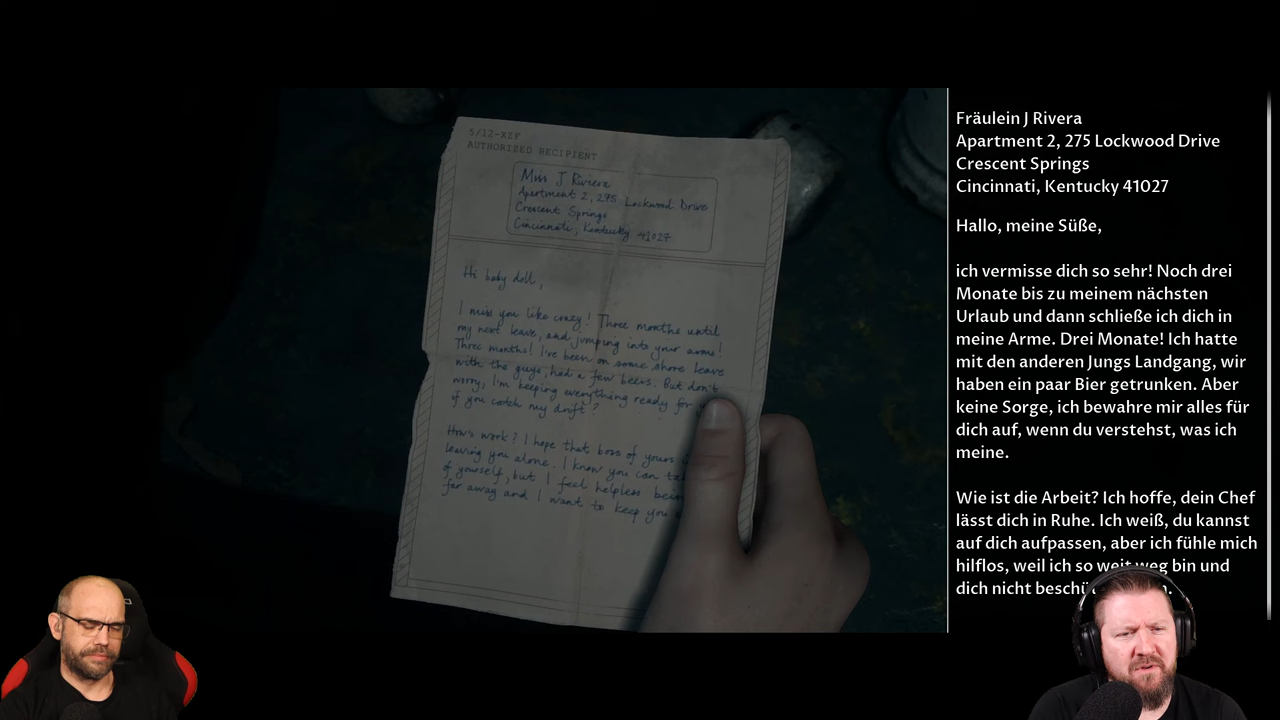 5/12-XZF
AUTHORIZED RECIPIENT
Miss J Riviera
Apartment 2, 275 Lockwood Drive
Crescent Springs
Cincinnati, Kentucky 41027
Hi baby doll,
I miss you like crazy! Three months until
my next leave, and jumping into your arms!
Three months! I've been on some shore leave
with the guys, had a few beers. But don't
worry, I'm keeping everything ready for
if you catch my drift?
How's work? I hope that boss of yours
leaving you alone. I know you can
of yourself, but I feel helpless
far away and I want to keep you
Fräulein J Rivera
Apartment 2, 275 Lockwood Drive
Crescent Springs
Cincinnati, Kentucky 41027
Hallo, meine Süße,
ich vermisse dich so sehr! Noch drei
Monate bis zu meinem nächsten
Urlaub und dann schließe ich dich in
meine Arme. Drei Monate! Ich hatte
mit den anderen Jungs Landgang, wir
haben ein paar Bier getrunken. Aber
keine Sorge, ich bewahre mir alles für
dich auf, wenn du verstehst, was ich
meine.
Wie ist die Arbeit? Ich hoffe, dein Chef
lässt dich in Ruhe. Ich weiß, du kannst
auf dich aufpassen, aber ich fühle mich
hilflos, weil ich so weit weg bin und
dich nicht